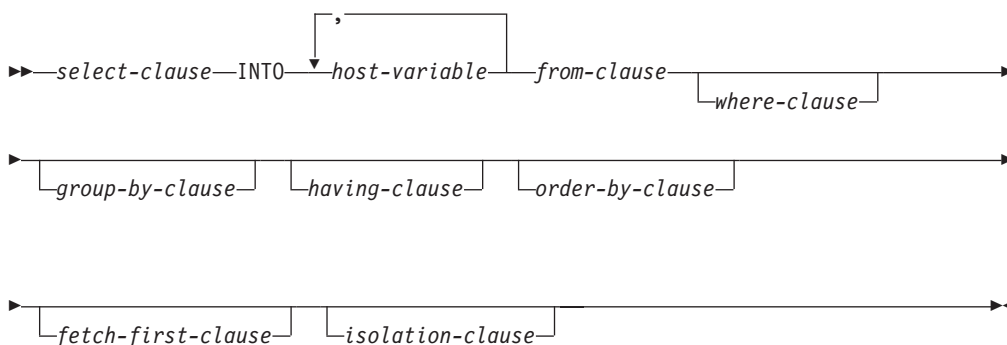 ,
select-clause INTO host-variable from-clause
where-clause
group-by-clause having-clause order-by-clause
fetch-first-clause isolation-clause